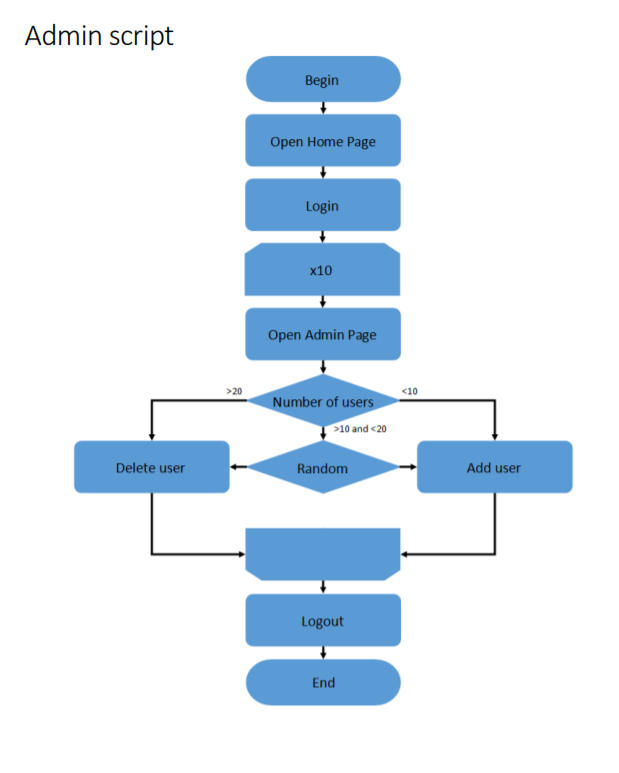 Admin script
Begin
Open Home Page
Login
x10
Open Admin Page
>20
<10
Number of users
>10 and <20
Delete user
Random
Add user
Logout
End